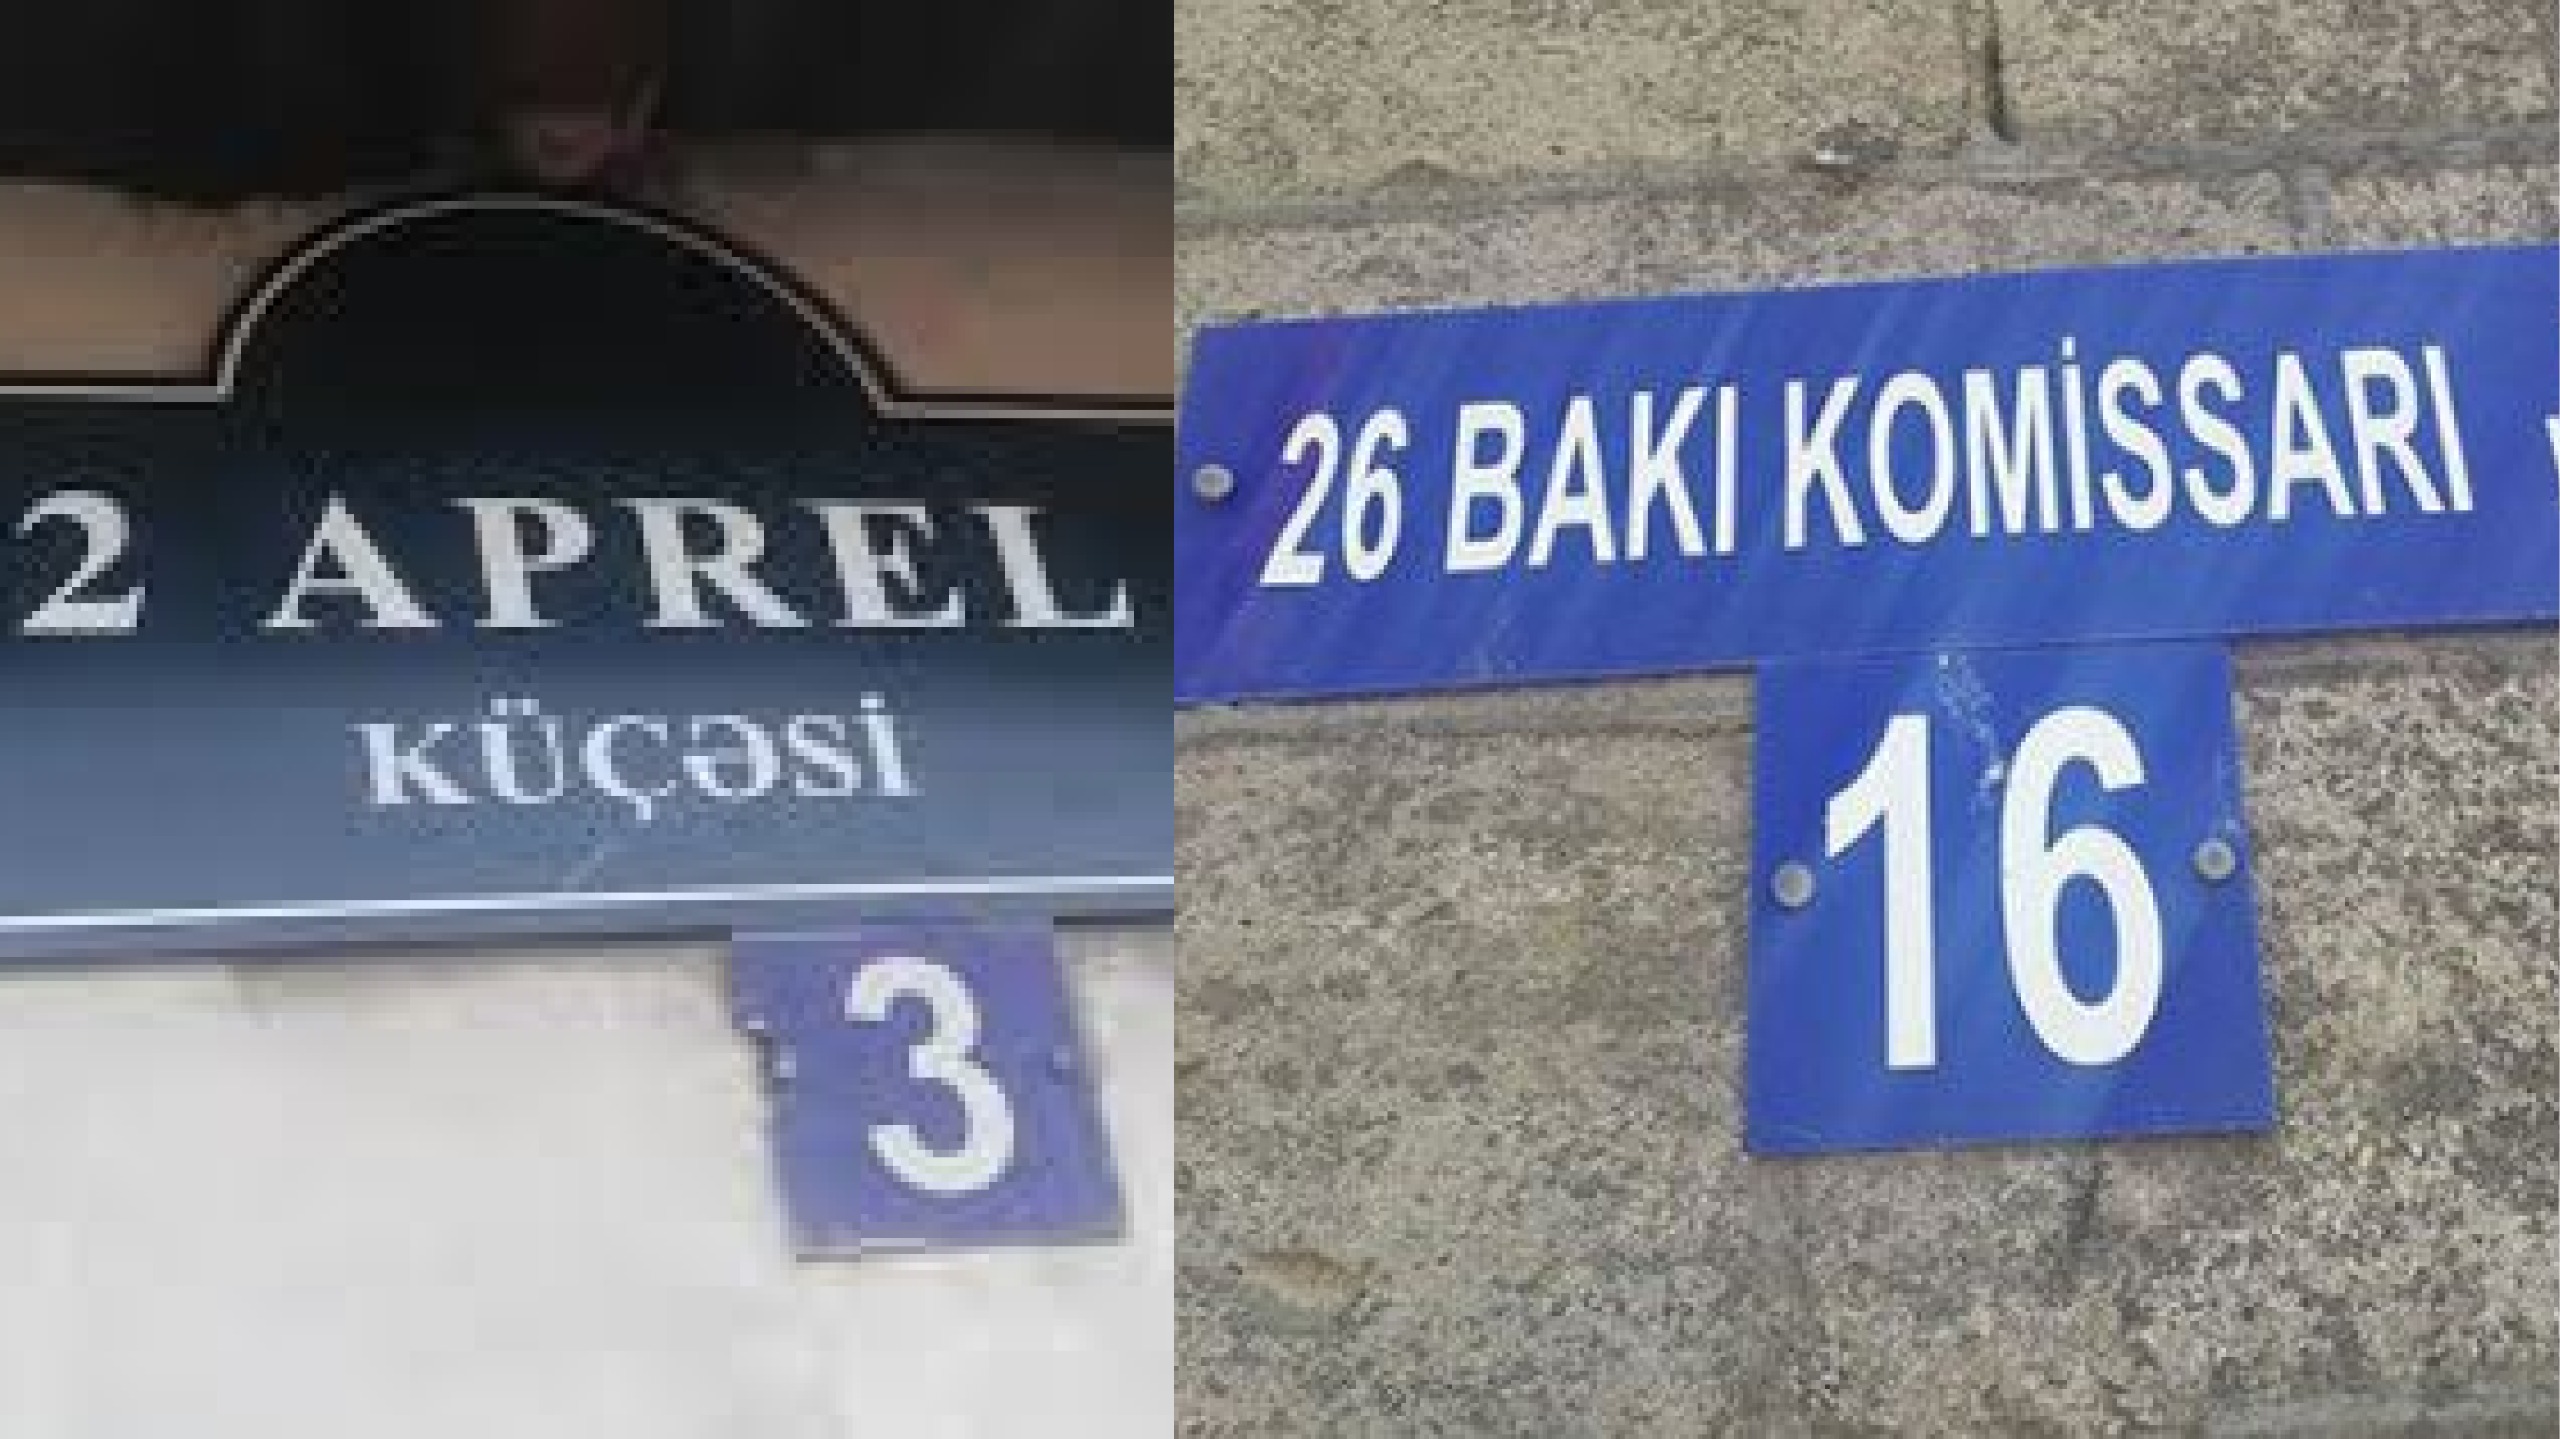 2 APREL
KÜÇƏSİ
3
26 BAKI KOMİSSARI
16